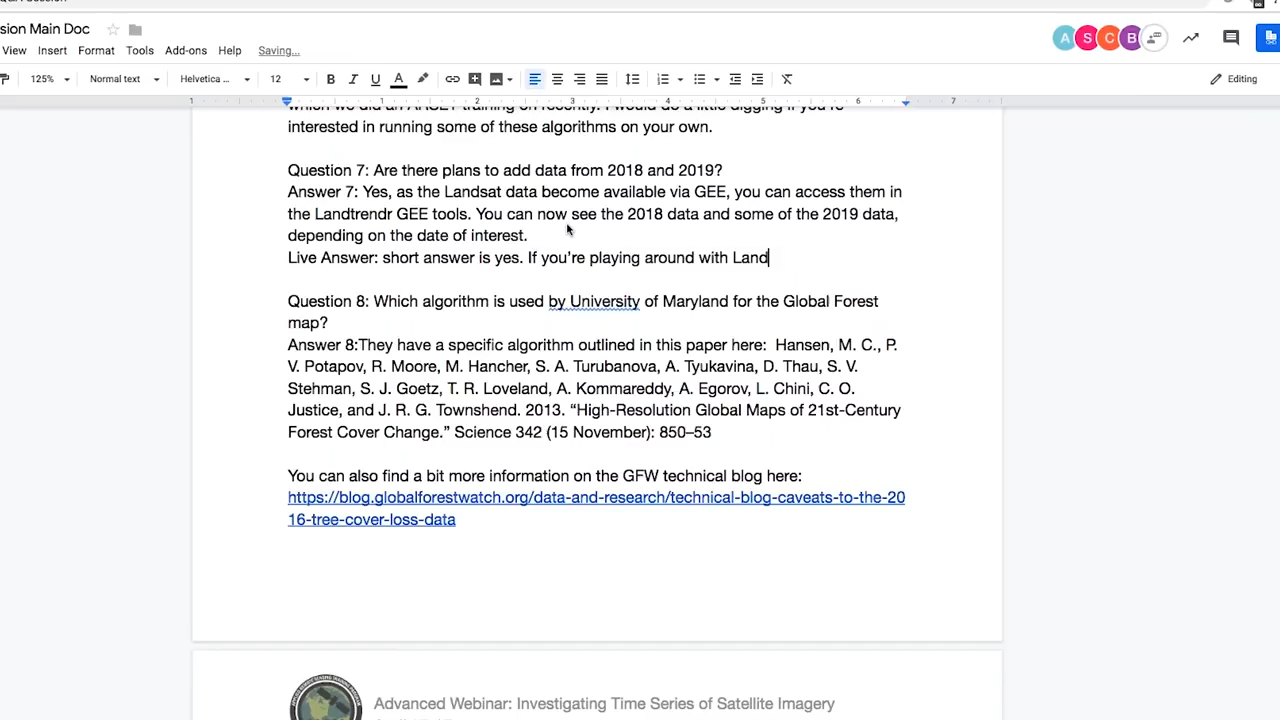 sion Main Doc
A S C B
View Insert Format Tools Add-ons Help Saving...
125% Normal text Helvetica ... 12 B I U A Editing
1 1 2 3 4 5 6 7
interested in running some of these algorithms on your own.
Question 7: Are there plans to add data from 2018 and 2019?
Answer 7: Yes, as the Landsat data become available via GEE, you can access them in
the Landtrendr GEE tools. You can now see the 2018 data and some of the 2019 data,
depending on the date of interest.
Live Answer: short answer is yes. If you’re playing around with Land
Question 8: Which algorithm is used by University of Maryland for the Global Forest
map?
Answer 8:They have a specific algorithm outlined in this paper here:  Hansen, M. C., P.
V. Potapov, R. Moore, M. Hancher, S. A. Turubanova, A. Tyukavina, D. Thau, S. V.
Stehman, S. J. Goetz, T. R. Loveland, A. Kommareddy, A. Egorov, L. Chini, C. O.
Justice, and J. R. G. Townshend. 2013. “High-Resolution Global Maps of 21st-Century
Forest Cover Change.” Science 342 (15 November): 850–53
You can also find a bit more information on the GFW technical blog here:
https://blog.globalforestwatch.org/data-and-research/technical-blog-caveats-to-the-20
16-tree-cover-loss-data
Advanced Webinar: Investigating Time Series of Satellite Imagery